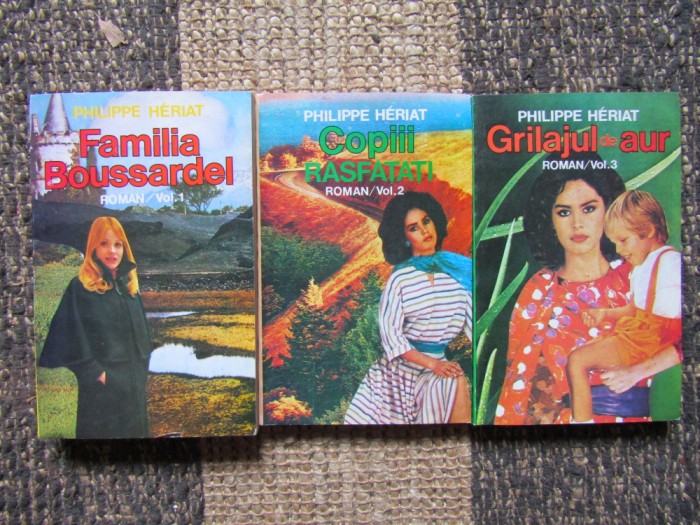 PHILIPPE HÉRIAT
Familia
Boussardel
ROMAN/Vol.1
PHILIPPE HÉRIAT
Copiii
RASFATATI
ROMAN/Vol.2
PHILIPPE HÉRIAT
Grilajul de aur
ROMAN/Vol.3